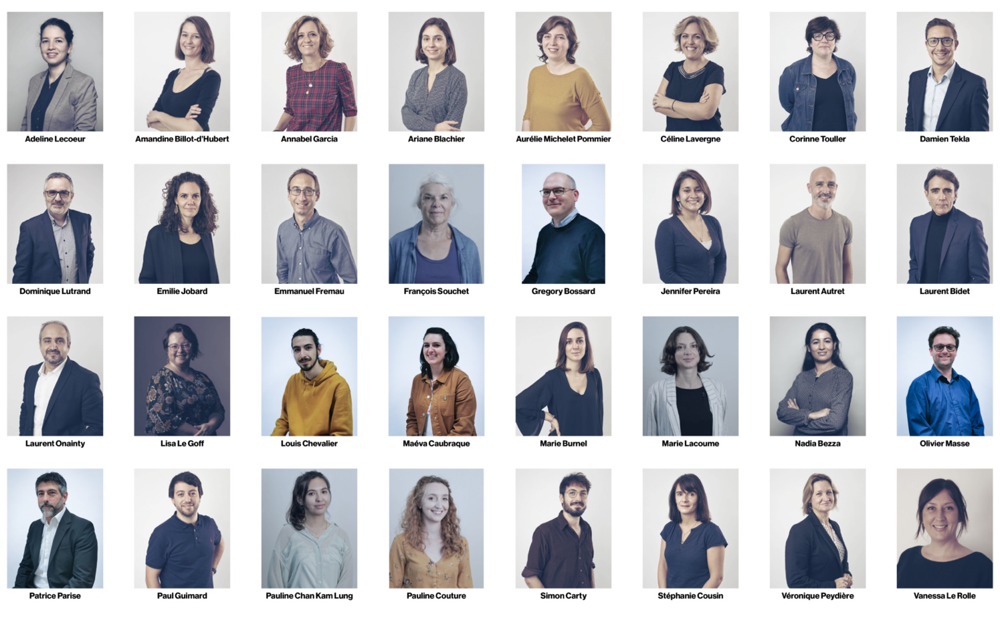 Adeline Lecoeur
Amandine Billot-d'Hubert
Annabel Garcia
Ariane Blachier
Aurélie Michelet Pommier
Céline Lavergne
Corinne Touller
Damien Tekla
Dominique Lutrand
Emilie Jobard
Emmanuel Fremau
François Souchet
Gregory Bossard
Jennifer Pereira
Laurent Autret
Laurent Bidet
Laurent Onainty
Lisa Le Goff
Louis Chevalier
Maéva Caubraque
Marie Burnel
Marie Lacoume
Nadia Bezza
Olivier Masse
Patrice Parise
Paul Guimard
Pauline Chan Kam Lung
Pauline Couture
Simon Carty
Stéphanie Cousin
Véronique Peydière
Vanessa Le Rolle